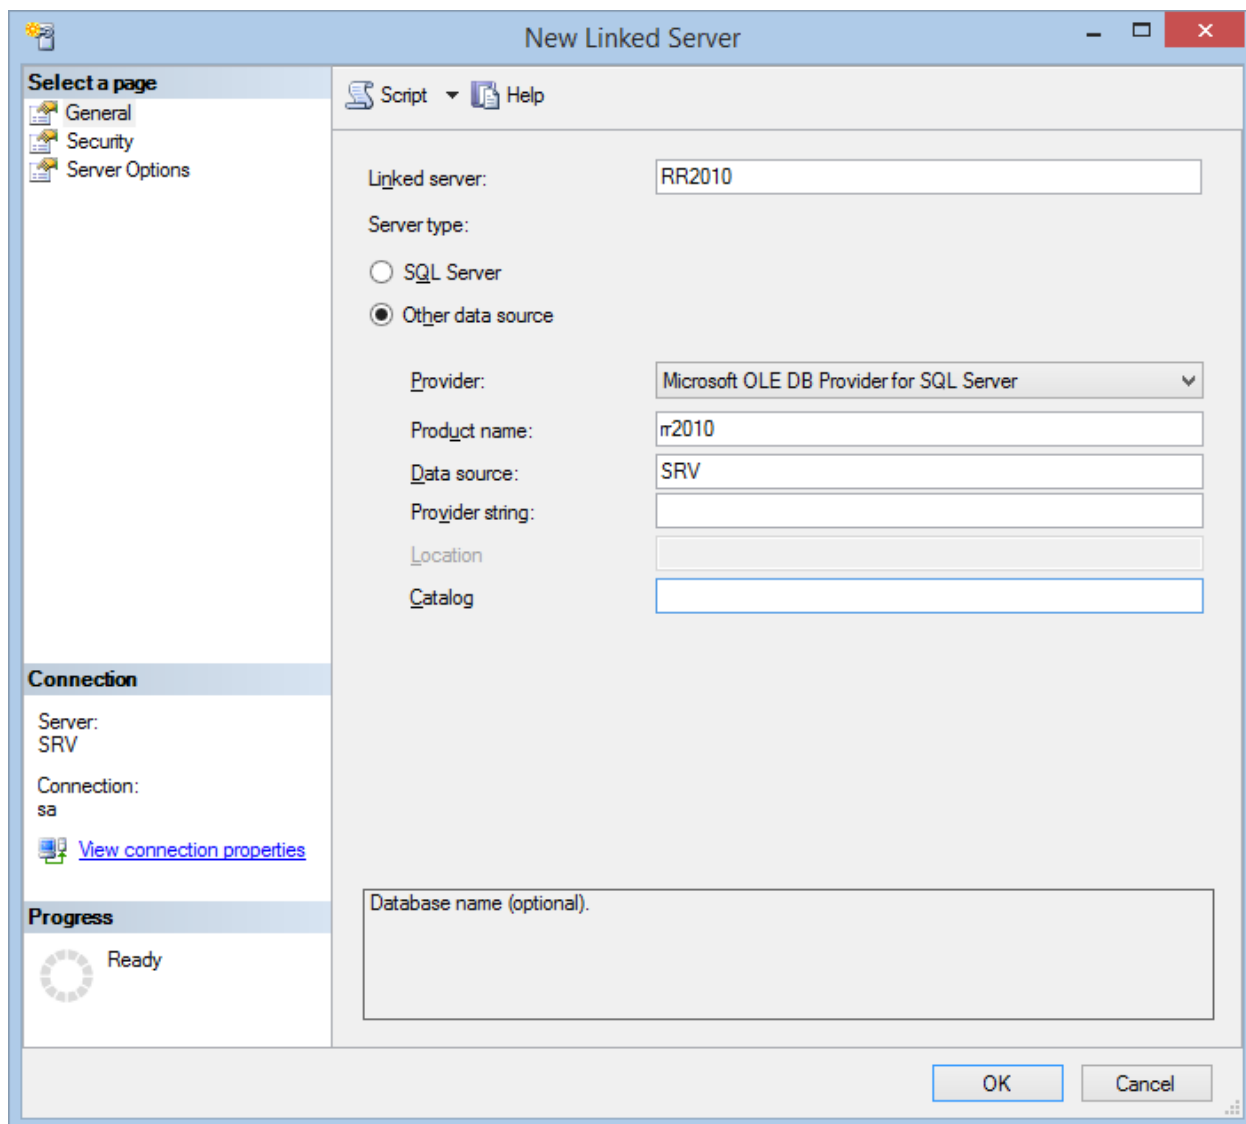 New Linked Server
Select a page
General
Security
Server Options
Script Help
Linked server: RR2010
Server type:
SQL Server
Other data source
Provider: Microsoft OLE DB Provider for SQL Server
Product name: rr2010
Data source: SRV
Provider string:
Location
Catalog
Connection
Server:
SRV
Connection:
sa
View connection properties
Progress
Ready
Database name (optional).
OK Cancel